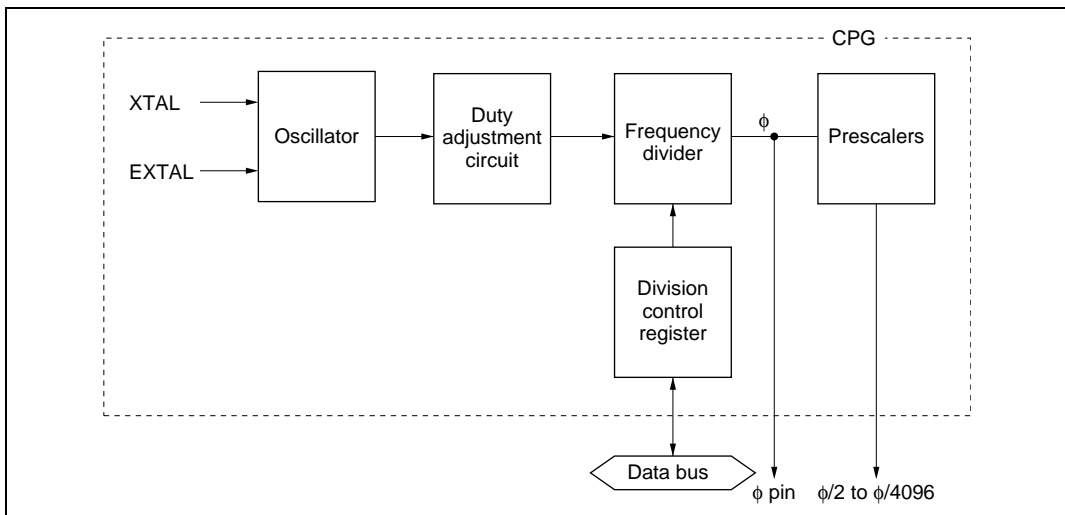 CPG
XTAL
EXTAL
Oscillator
Duty
adjustment
circuit
Frequency
divider
ϕ
Prescalers
Division
control
register
Data bus
ϕ pin
ϕ/2 to ϕ/4096